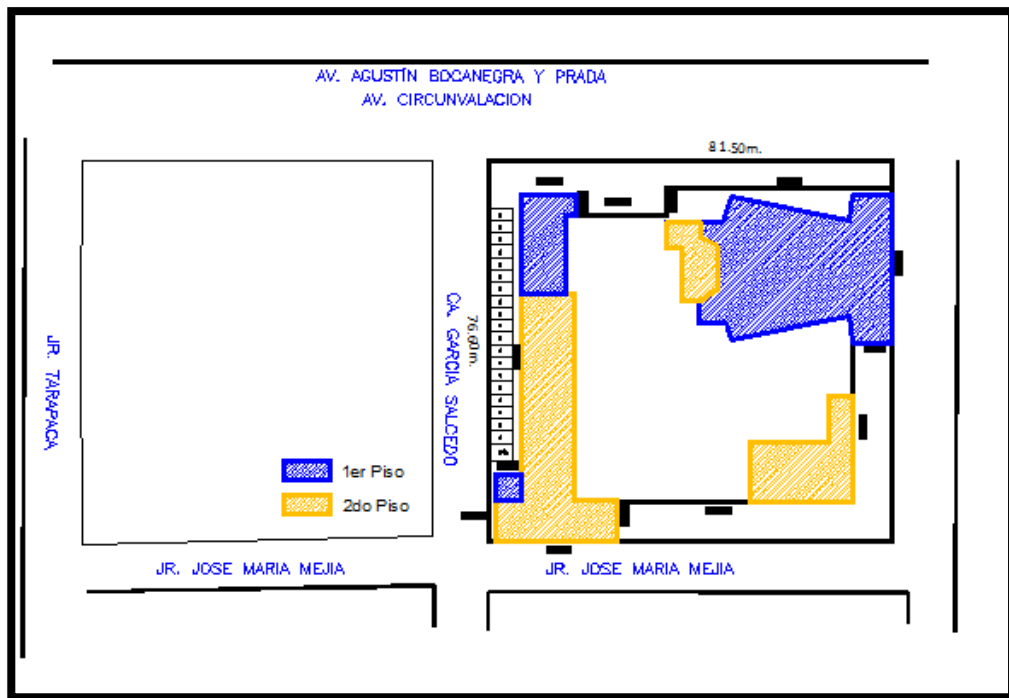 AV. AGUSTÍN BOCANEGRA Y PRADA
AV. CIRCUNVALACION
81.50m.
JR. TARAPACA
CA. GARCIA SALCEDO
76.60m.
1er Piso
2do Piso
JR. JOSE MARIA MEJIA
JR. JOSE MARIA MEJIA